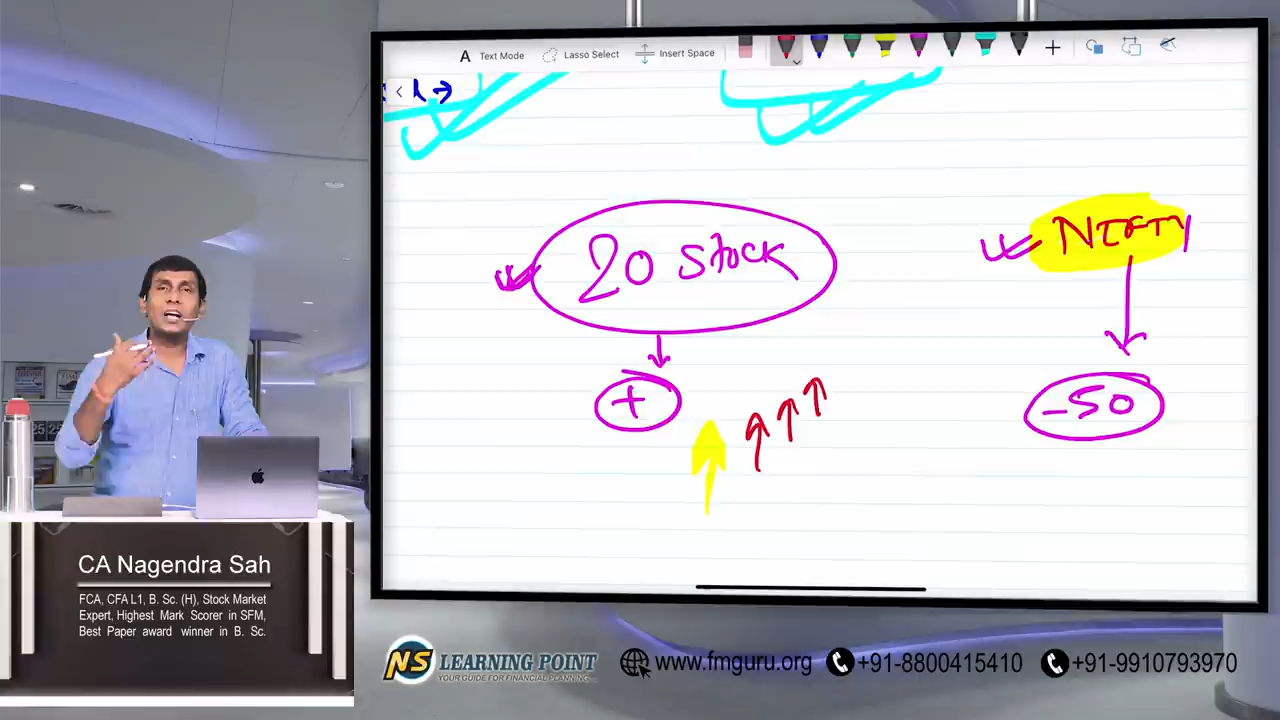 Text Mode
Lasso Select
Insert Space
20 Stock
NIFTY
+
-50
CA Nagendra Sah
FCA, CFA L1, B. Sc. (H), Stock Market
Expert, Highest Mark Scorer in SFM,
Best Paper award winner in B. Sc.
NS LEARNING POINT
YOUR GUIDE FOR FINANCIAL PLANNING...
www.fmguru.org
+91-8800415410
+91-9910793970